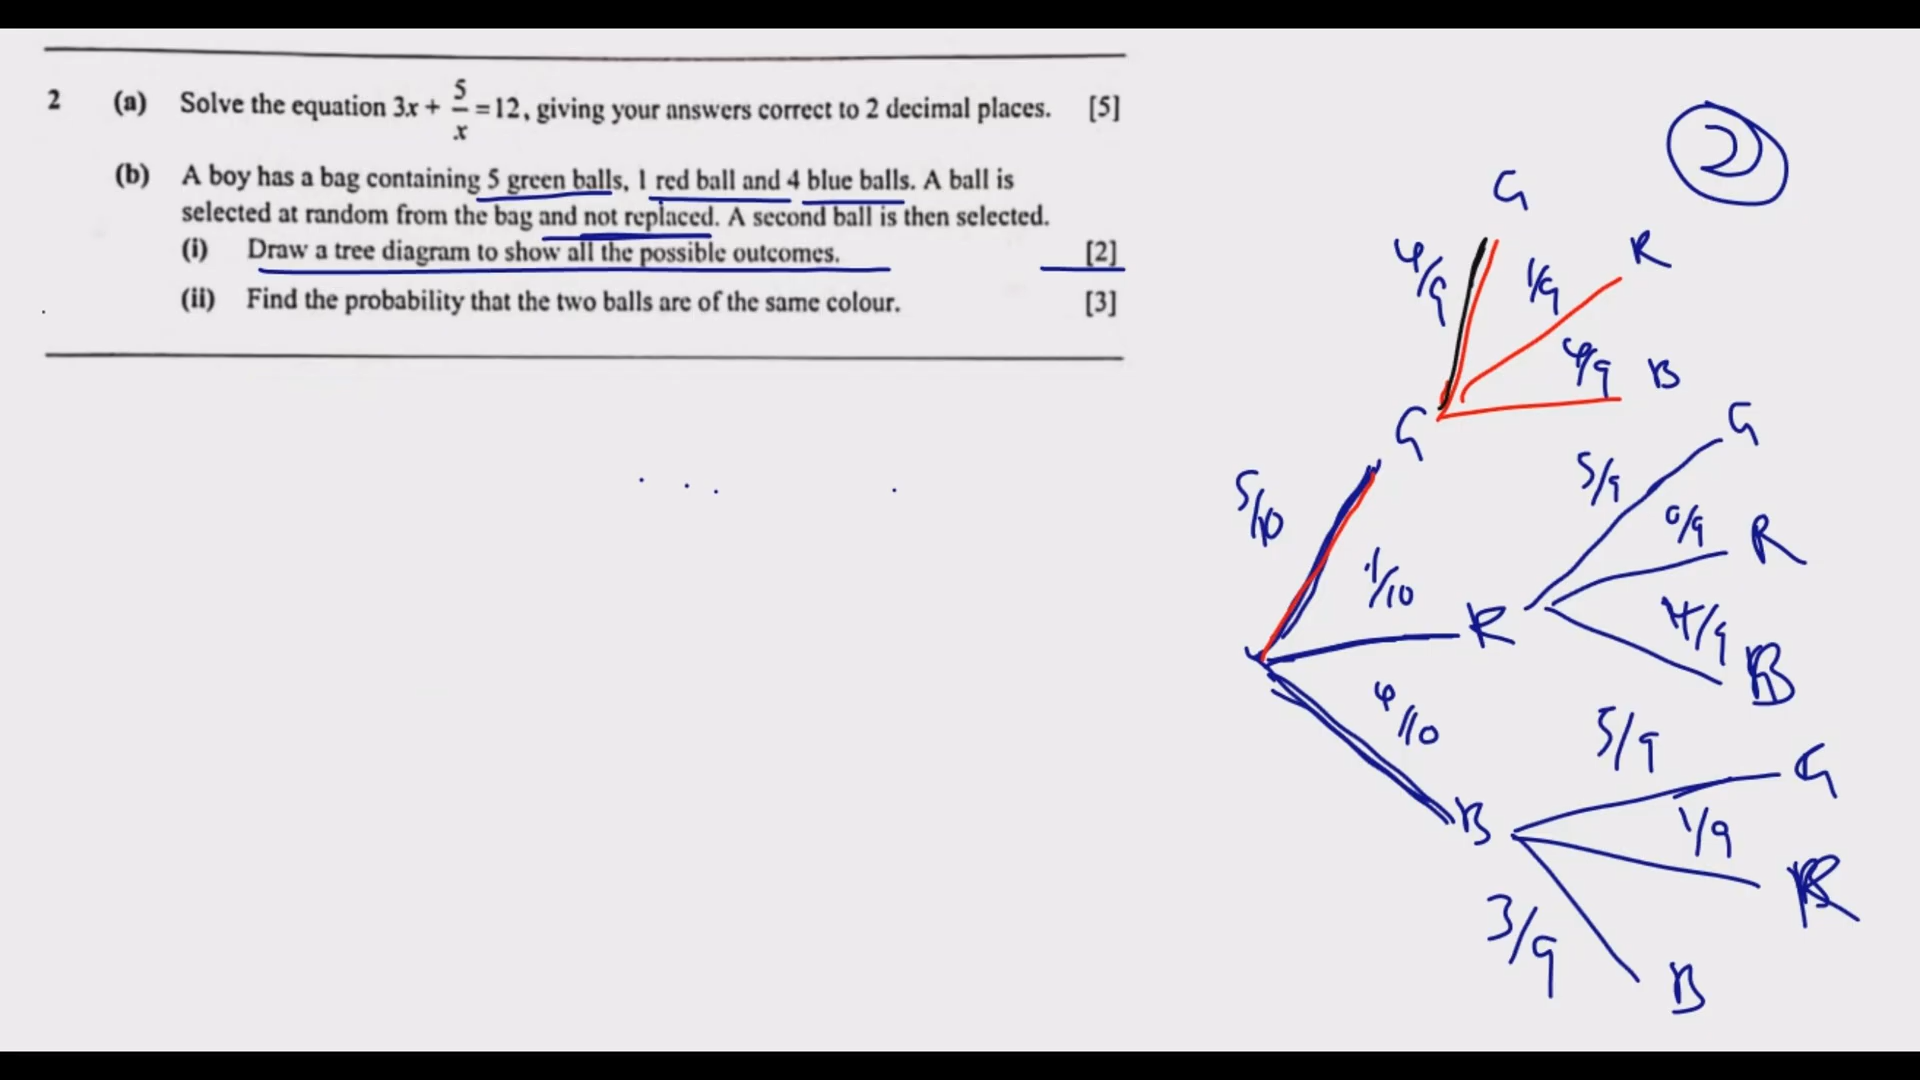 2 (a) Solve the equation 3x + 5/x = 12, giving your answers correct to 2 decimal places. [5]
(b) A boy has a bag containing 5 green balls, 1 red ball and 4 blue balls. A ball is
selected at random from the bag and not replaced. A second ball is then selected.
(i) Draw a tree diagram to show all the possible outcomes. [2]
(ii) Find the probability that the two balls are of the same colour. [3]
2
G
4/9
1/9
R
4/9
B
G
5/10
5/9
G
0/9
R
1/10
R
4/9
B
4/10
5/9
G
B
1/9
R
3/9
B